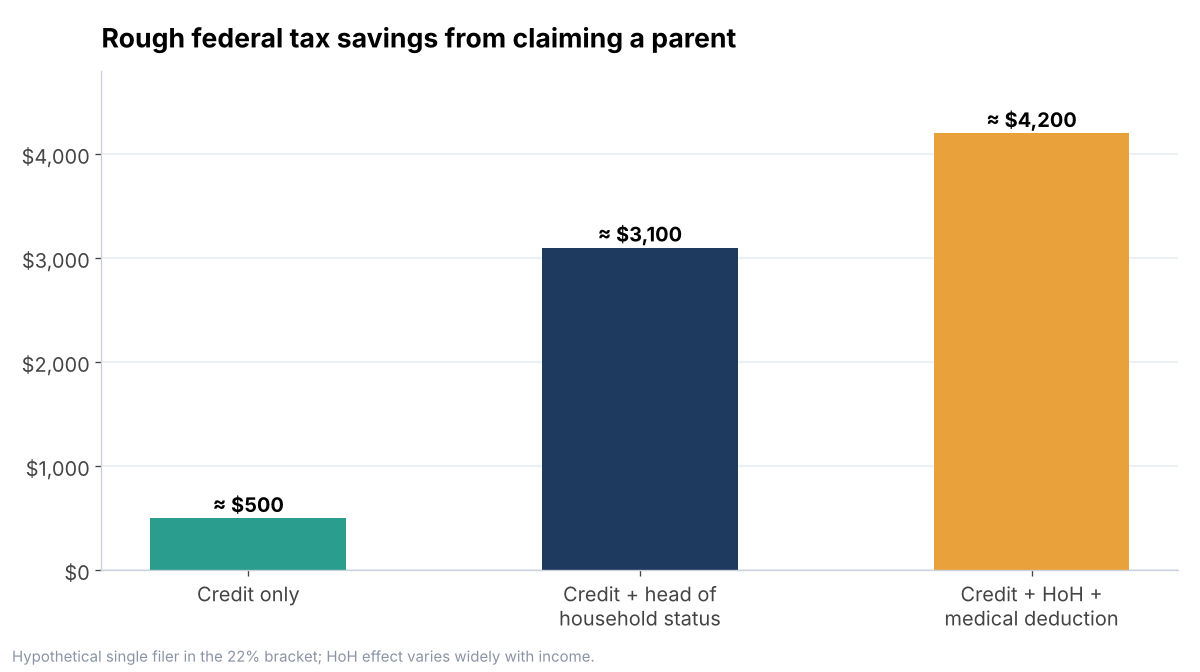 Rough federal tax savings from claiming a parent
≈ $4,200
$4,000
≈ $3,100
$3,000
$2,000
$1,000
≈ $500
$0
Credit only
Credit + head of
household status
Credit + HoH +
medical deduction
Hypothetical single filer in the 22% bracket; HoH effect varies widely with income.